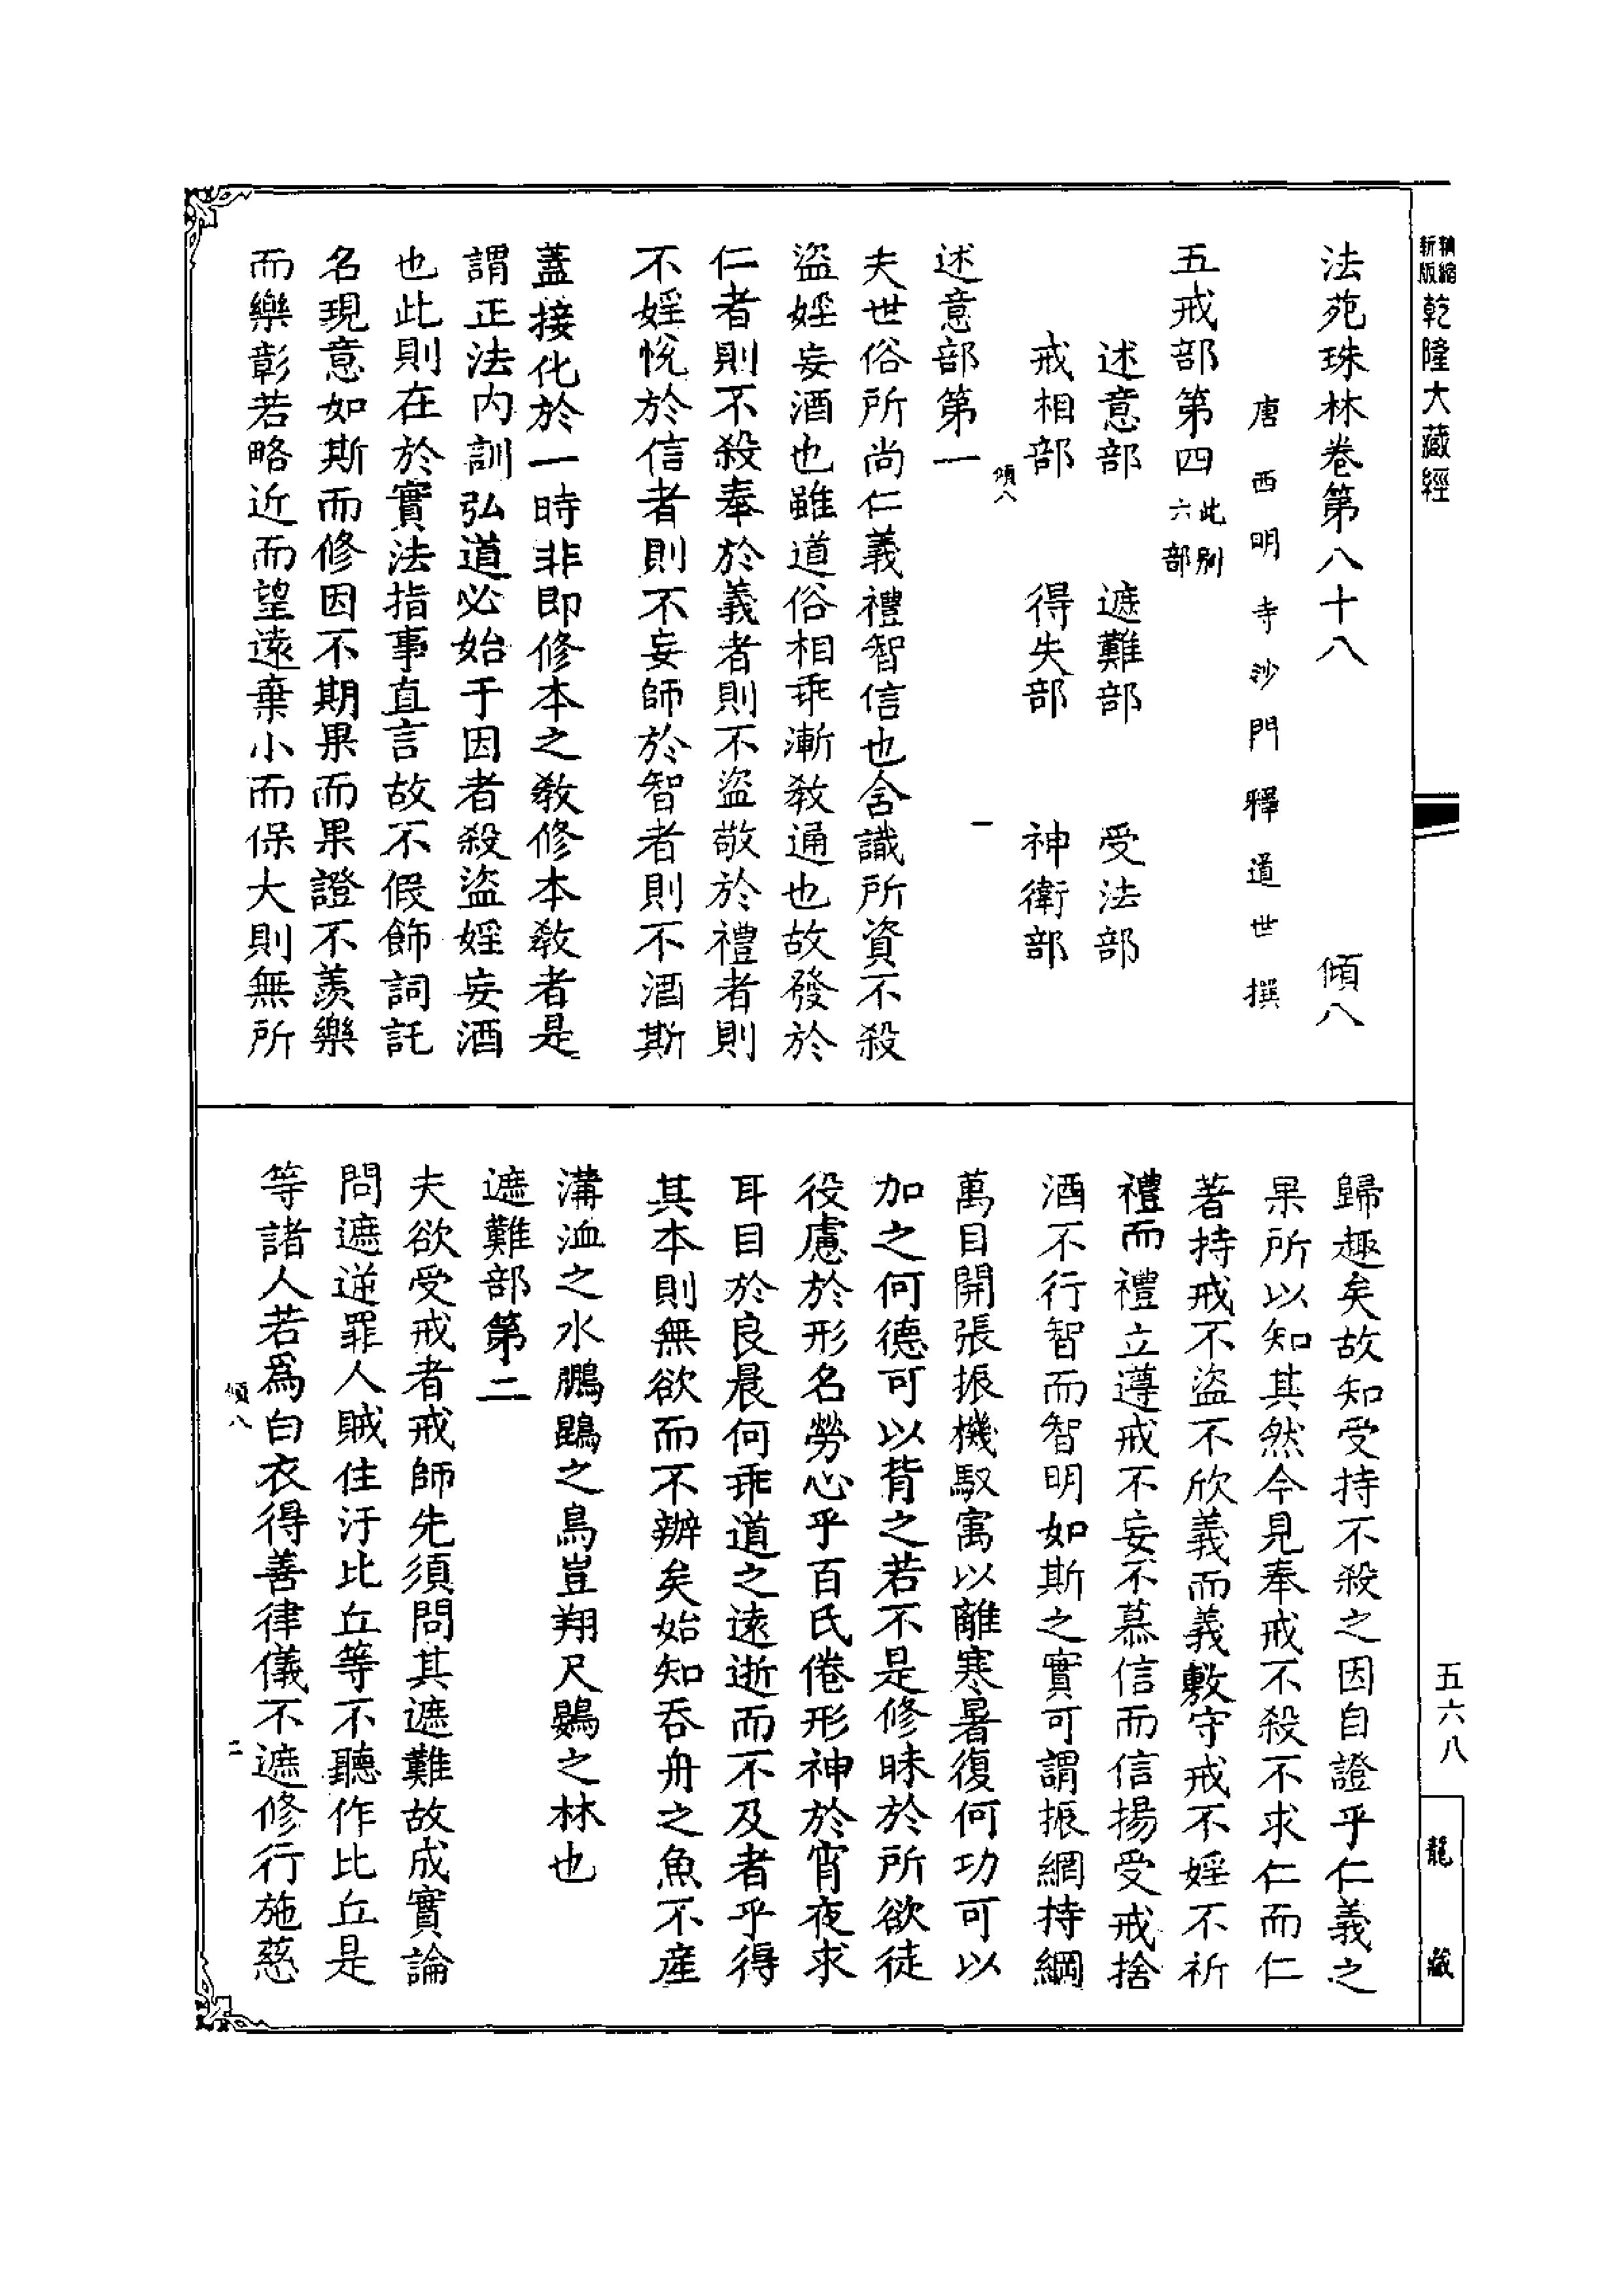 精縮新版乾隆大藏經
法苑珠林卷第八十八 傾八
唐西明寺沙門釋道世撰
五戒部第四此別六部
述意部 遮難部 受法部
戒相部 得失部 神衛部
傾八 一
述意部第一
夫世俗所尚仁義禮智信也含識所資不殺
盜婬妄酒也雖道俗相乖漸教通也故發於
仁者則不殺奉於義者則不盜敬於禮者則
不婬悅於信者則不妄師於智者則不酒斯
蓋接化於一時非即修本之教修本教者是
謂正法內訓弘道必始于因者殺盜婬妄酒
也此則在於實法指事直言故不假飾詞託
名現意如斯而修因不期果而果證不羨樂
而樂彰若略近而望遠棄小而保大則無所
歸趣矣故知受持不殺之因自證乎仁義之
果所以知其然今見奉戒不殺不求仁而仁
著持戒不盜不欣義而義敷守戒不婬不祈
禮而禮立遵戒不妄不慕信而信揚受戒捨
酒不行智而智明如斯之實可謂振網持綱
萬目開張振機馭寓以離寒暑復何功可以
加之何德可以背之若不是修昧於所欲徒
役慮於形名勞心乎百氏倦形神於宵夜求
耳目於良晨何乖道之遠逝而不及者乎得
其本則無欲而不辦矣始知吞舟之魚不產
溝洫之水鵬鵾之鳥豈翔尺鷃之林也
遮難部第二
夫欲受戒者戒師先須問其遮難故成實論
問遮逆罪人賊住汙比丘等不聽作比丘是
等諸人若為白衣得善律儀不遮修行施慈
傾八 二
五六八
龍藏